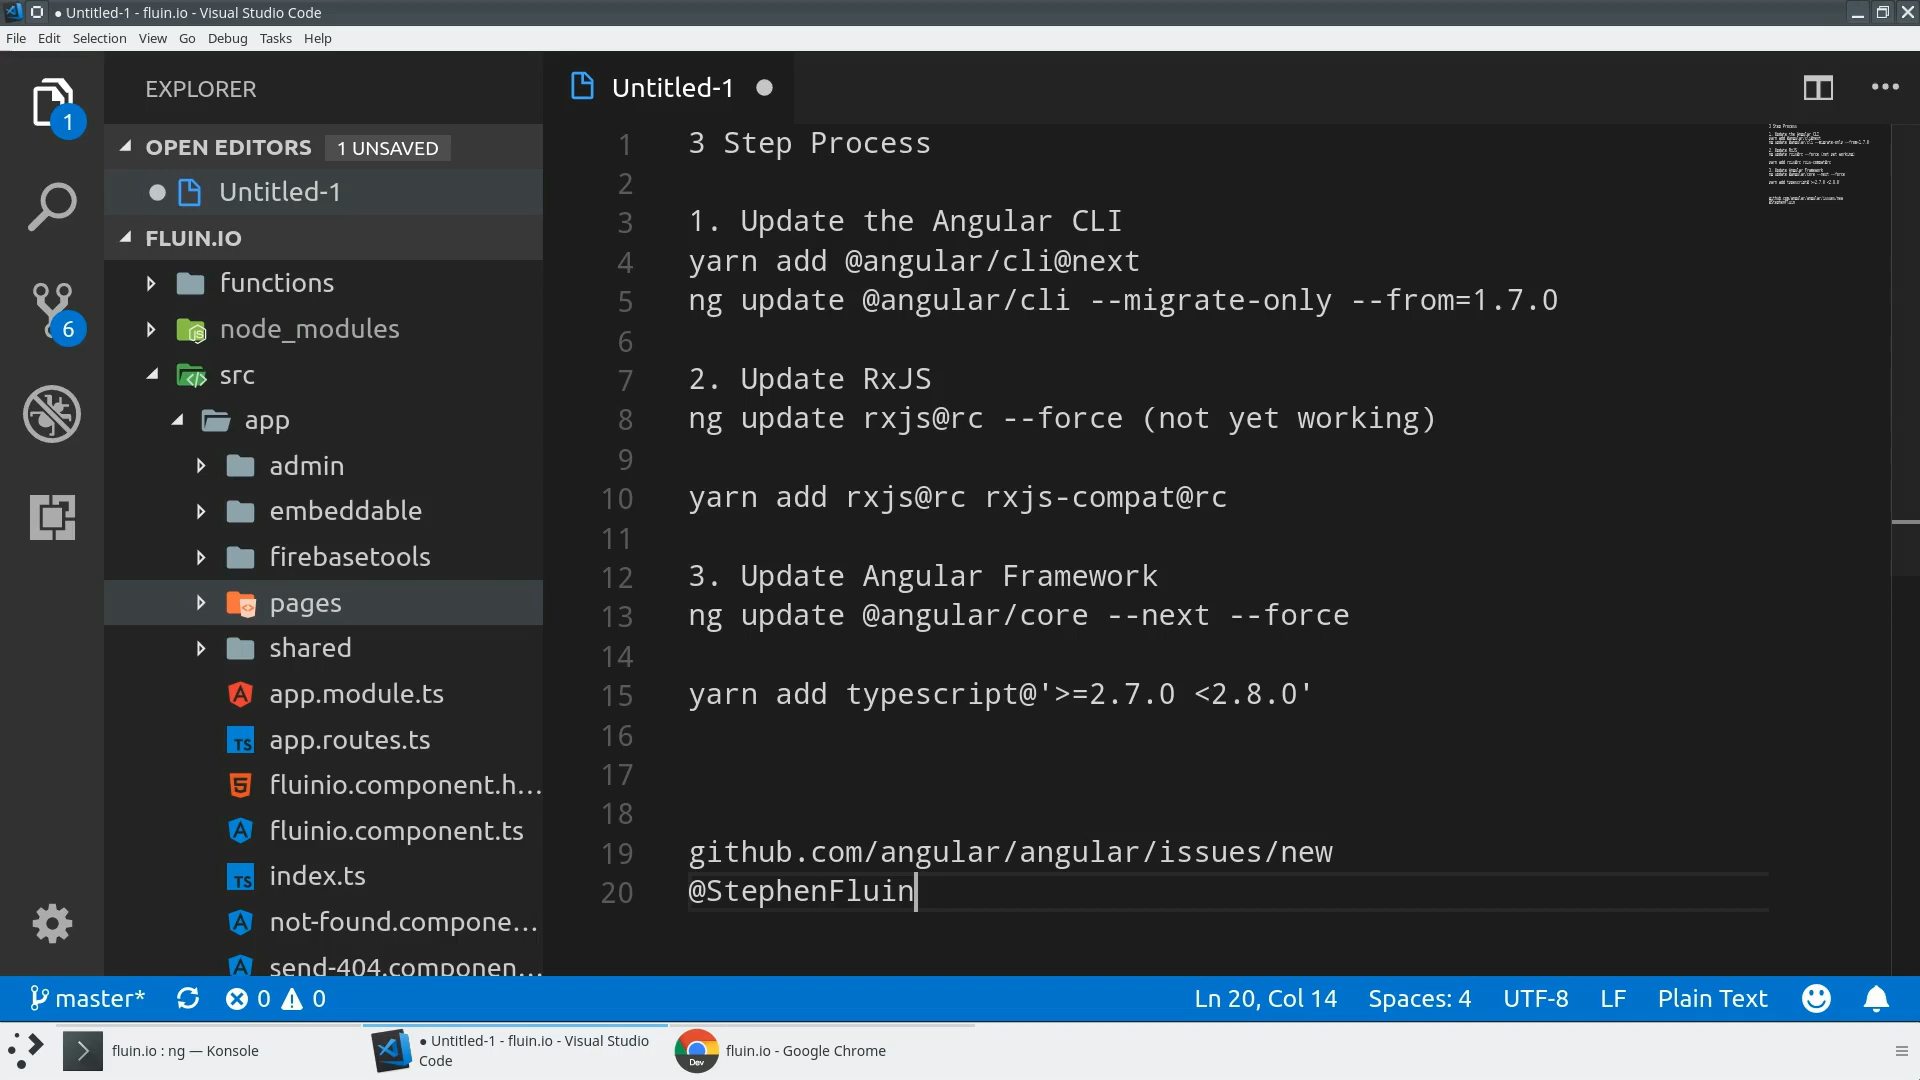 ● Untitled-1 - fluin.io - Visual Studio Code
File Edit Selection View Go Debug Tasks Help
EXPLORER
1
OPEN EDITORS 1 UNSAVED
Untitled-1
FLUIN.IO
functions
node_modules
6
src
app
admin
embeddable
firebasetools
pages
shared
app.module.ts
app.routes.ts
fluinio.component.h...
fluinio.component.ts
index.ts
not-found.compone...
send-404.componen...
Untitled-1
1 3 Step Process
2
3 1. Update the Angular CLI
4 yarn add @angular/cli@next
5 ng update @angular/cli --migrate-only --from=1.7.0
6
7 2. Update RxJS
8 ng update rxjs@rc --force (not yet working)
9
10 yarn add rxjs@rc rxjs-compat@rc
11
12 3. Update Angular Framework
13 ng update @angular/core --next --force
14
15 yarn add typescript@'>=2.7.0 <2.8.0'
16
17
18
19 github.com/angular/angular/issues/new
20 @StephenFluin
master* 0 0 Ln 20, Col 14 Spaces: 4 UTF-8 LF Plain Text
fluin.io : ng — Konsole
● Untitled-1 - fluin.io - Visual Studio
Code
Dev
fluin.io - Google Chrome